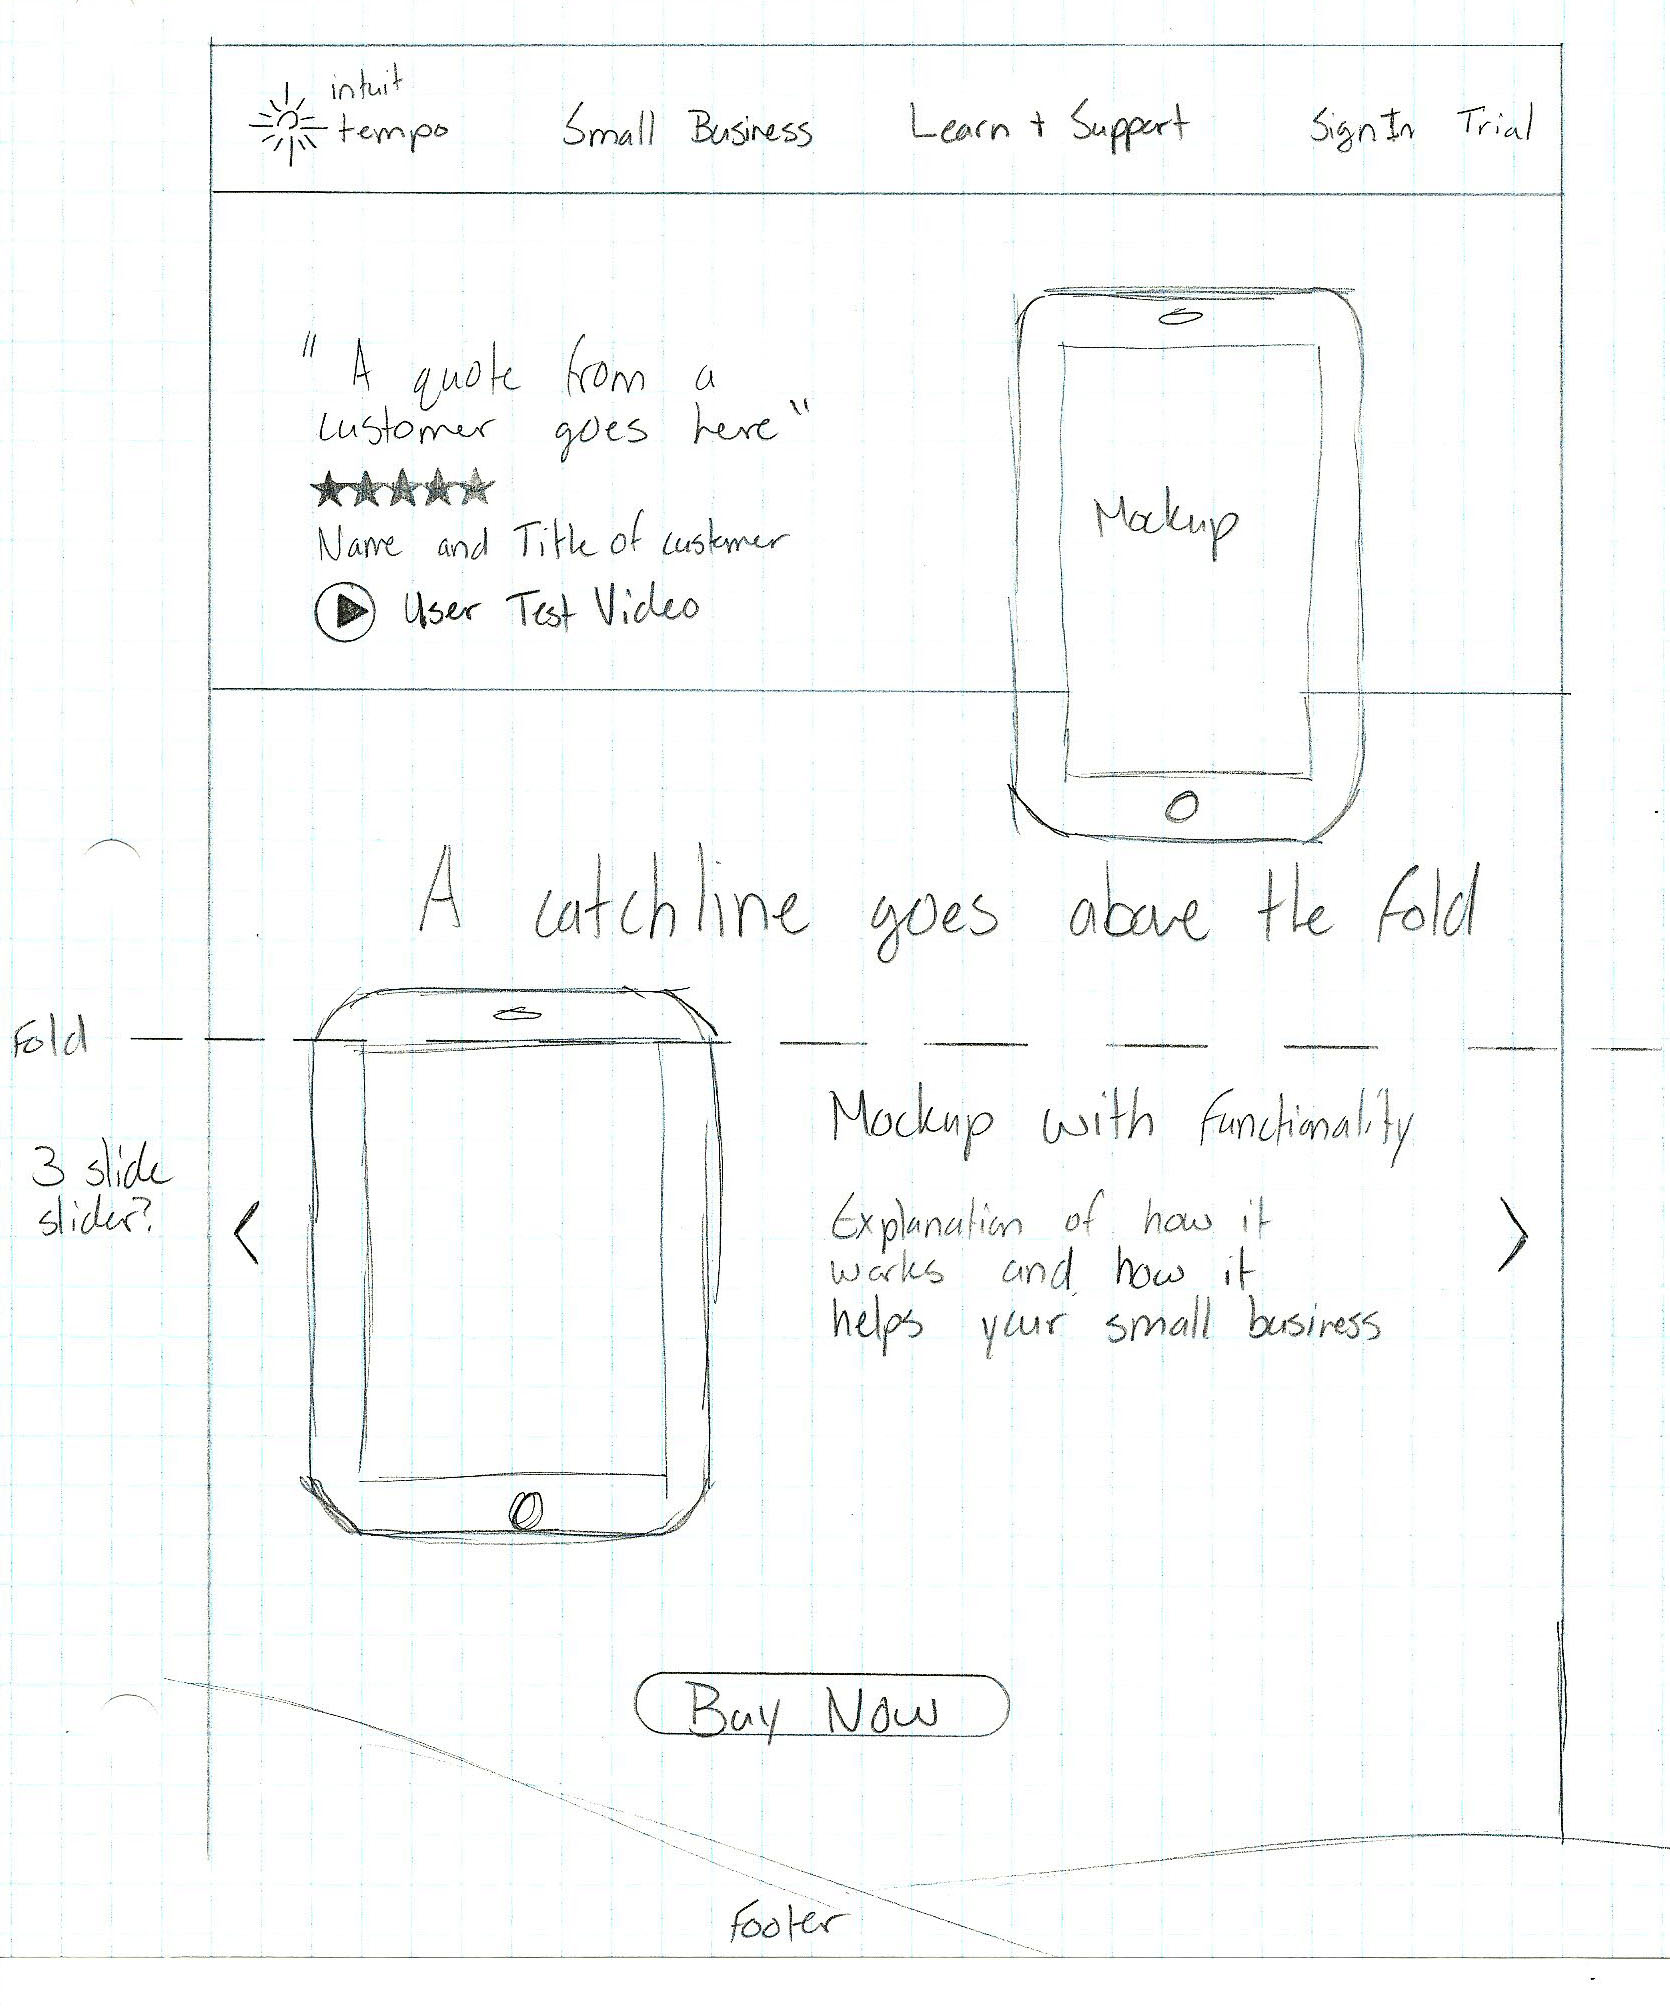 intuit
tempo
Small Business
Learn + Support
Sign In
Trial
" A quote from a
customer goes here "
Name and Title of customer
User Test Video
Mockup
A catchline goes above the fold
Fold
3 slide
slider?
<
Mockup with functionality
Explanation of how it
works and how it
helps your small business
>
Buy Now
Footer